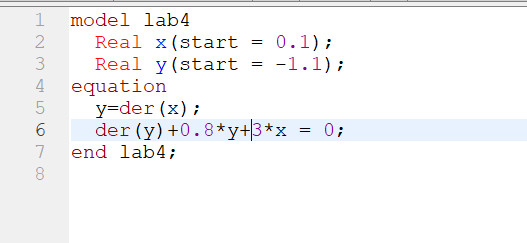 1 model lab4
2 Real x(start = 0.1);
3 Real y(start = -1.1);
4 equation
5 y=der(x);
6 der(y)+0.8*y+3*x = 0;
7 end lab4;
8